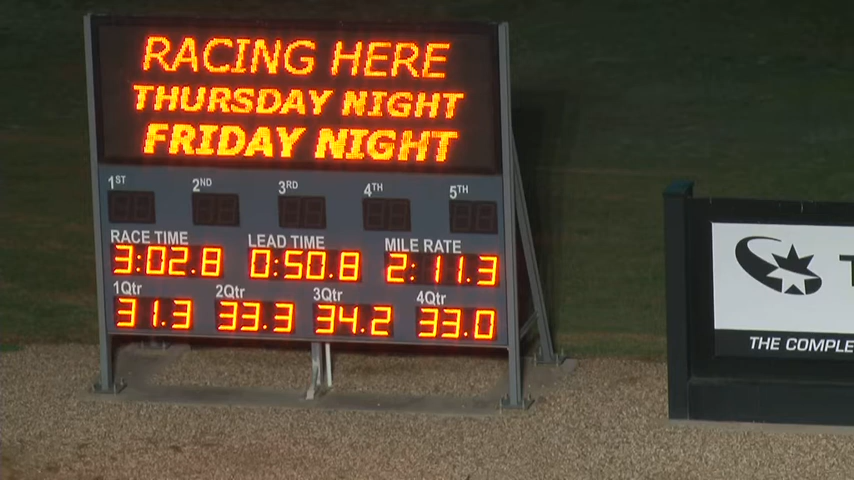 RACING HERE
THURSDAY NIGHT
FRIDAY NIGHT
1ST 2ND 3RD 4TH 5TH
RACE TIME LEAD TIME MILE RATE
3:02.8 0:50.8 2:11.3
1Qtr 2Qtr 3Qtr 4Qtr
31.3 33.3 34.2 33.0
T
THE COMPLE